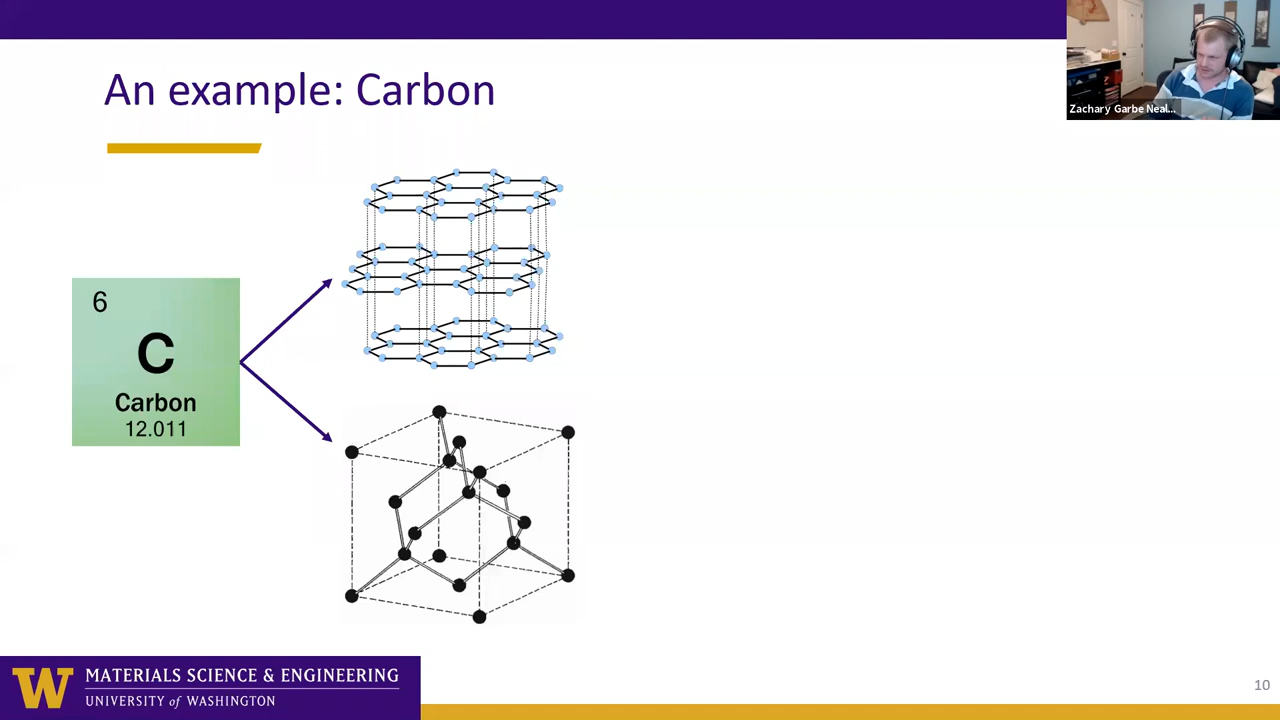 Zachary Garbe Neal...
An example: Carbon
6
C
Carbon
12.011
W
MATERIALS SCIENCE & ENGINEERING
UNIVERSITY of WASHINGTON
10